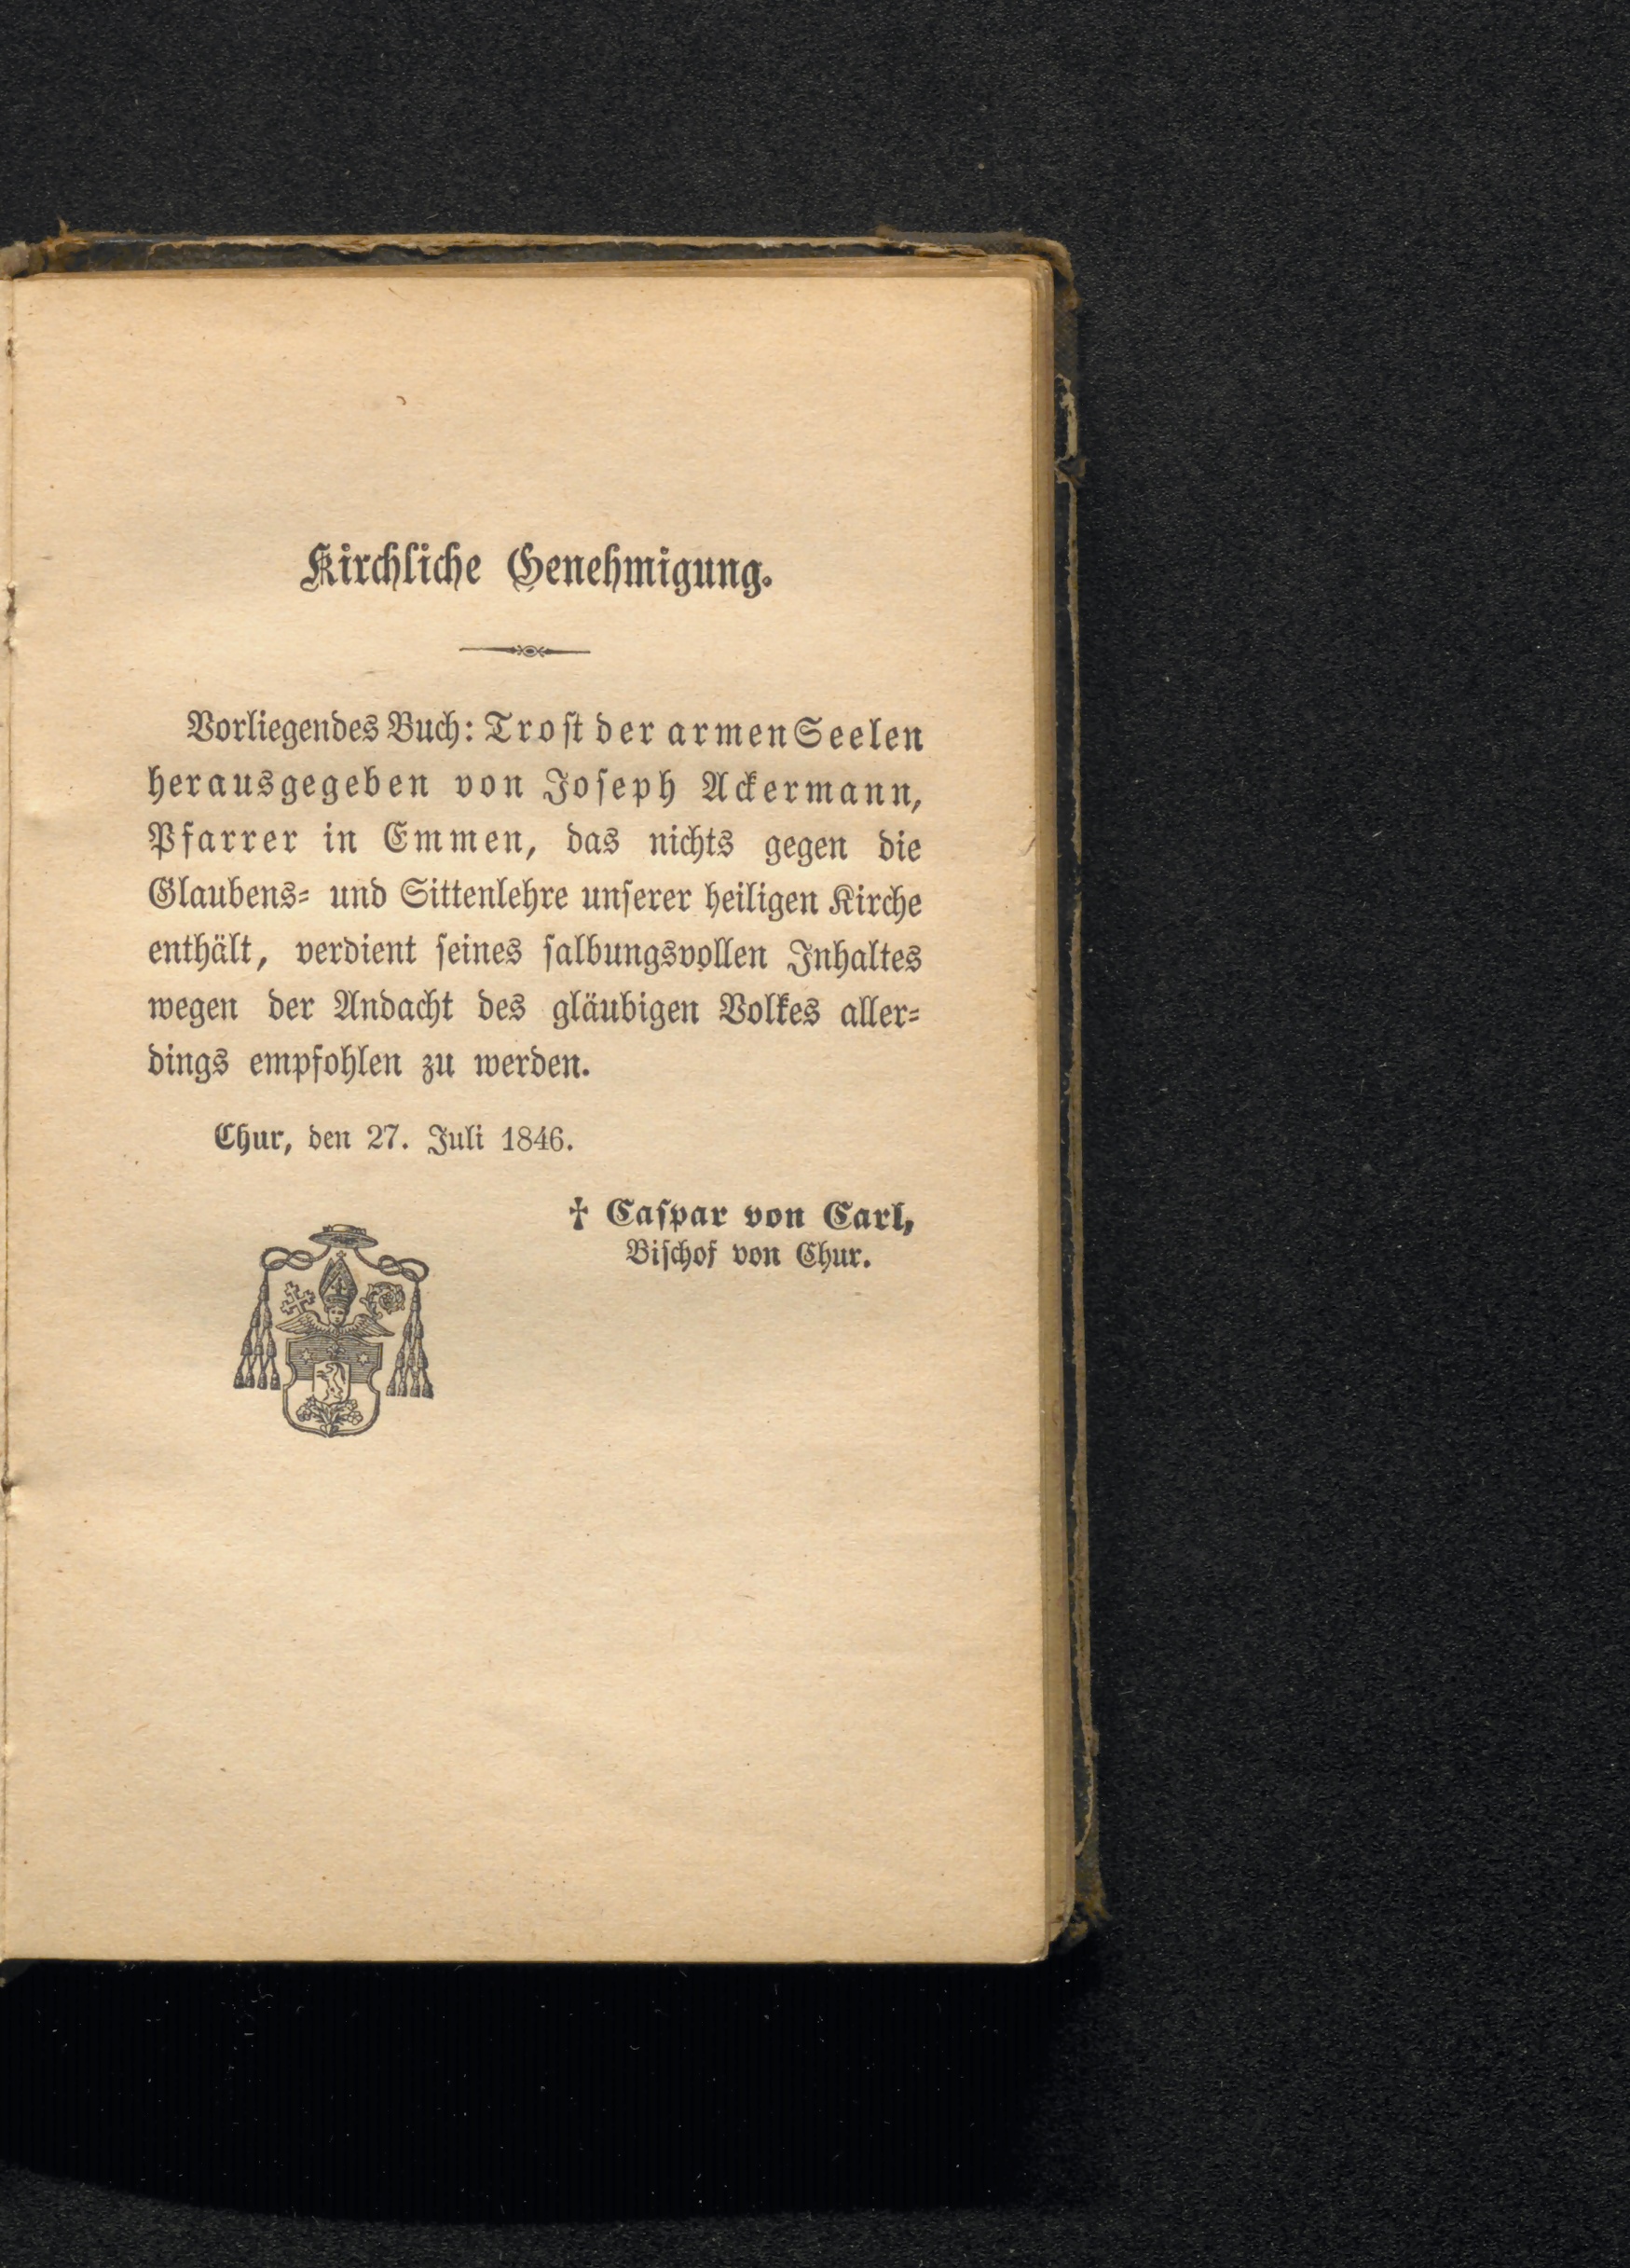 Kirchliche Genehmigung.
Vorliegendes Buch: Trost der armen Seelen
herausgegeben von Joseph Ackermann,
Pfarrer in Emmen, das nichts gegen die
Glaubens- und Sittenlehre unserer heiligen Kirche
enthält, verdient seines salbungsvollen Inhaltes
wegen der Andacht des gläubigen Volkes aller-
dings empfohlen zu werden.
Chur, den 27. Juli 1846.
† Caspar von Carl,
Bischof von Chur.